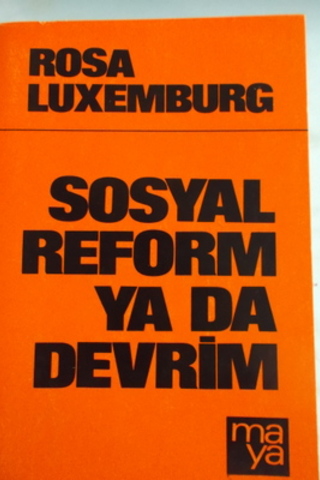 ROSA
LUXEMBURG
SOSYAL
REFORM
YA DA
DEVRİM
ma
ya